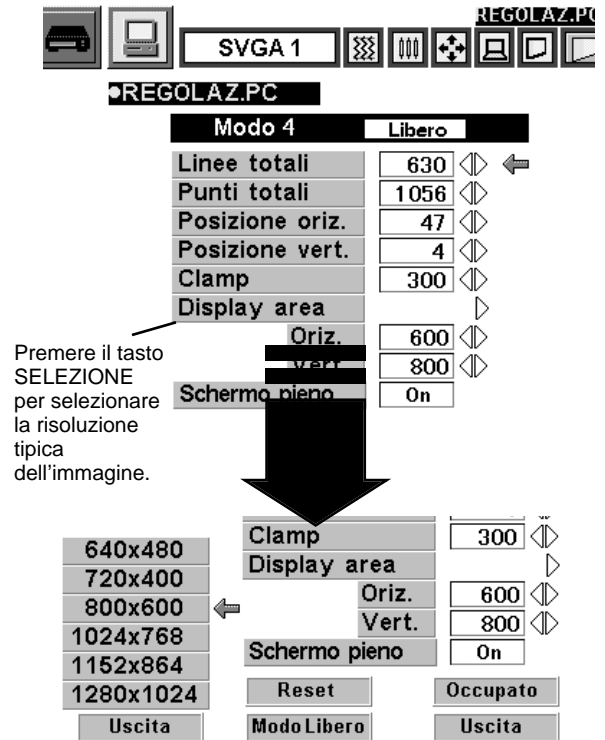 REGOLAZ.PC
SVGA 1
REGOLAZ.PC
Modo 4 Libero
Linee totali 630
Punti totali 1056
Posizione oriz. 47
Posizione vert. 4
Clamp 300
Display area
Oriz. 600
Vert. 800
Schermo pieno On
Premere il tasto
SELEZIONE
per selezionare
la risoluzione
tipica
dell'immagine.
640x480
720x400
800x600
1024x768
1152x864
1280x1024
Uscita
Clamp 300
Display area
Oriz. 600
Vert. 800
Schermo pieno On
Reset Occupato
Modo Libero Uscita